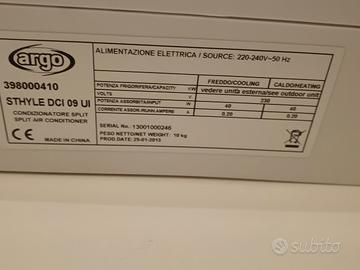 argo
398000410
STHYLE DCI 09 UI
CONDIZIONATORE SPLIT
SPLIT AIR CONDITIONER
CE
MADE IN CHINA
ALIMENTAZIONE ELETTRICA / SOURCE: 220-240V~50 Hz
FREDDO/COOLING CALDO/HEATING
POTENZA FRIGORIFERA/CAPACITY KW vedere unità esterna/see outdoor unit
VOLTS V 230
POTENZA ASSORBITA/INPUT W 40 40
CORRENTE ASSOR./RUNN AMPERE A 0.20 0.20
SERIAL No.: 13001000246
PESO NETTO/NET WEIGHT: 10 kg
PROD. DATE: 25-01-2013
subito